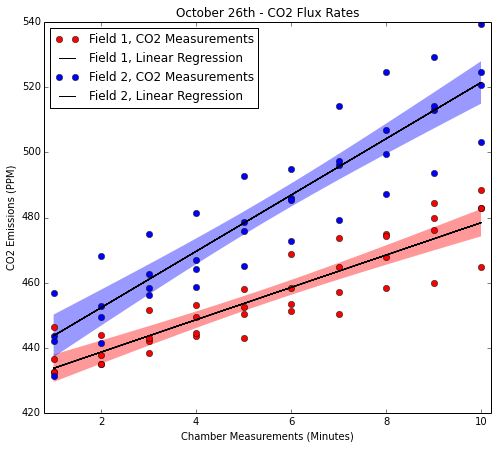 October 26th - CO2 Flux Rates
540
520
500
480
460
440
420
Field 1, CO2 Measurements
Field 1, Linear Regression
Field 2, CO2 Measurements
Field 2, Linear Regression
CO2 Emissions (PPM)
2
4
6
8
10
Chamber Measurements (Minutes)